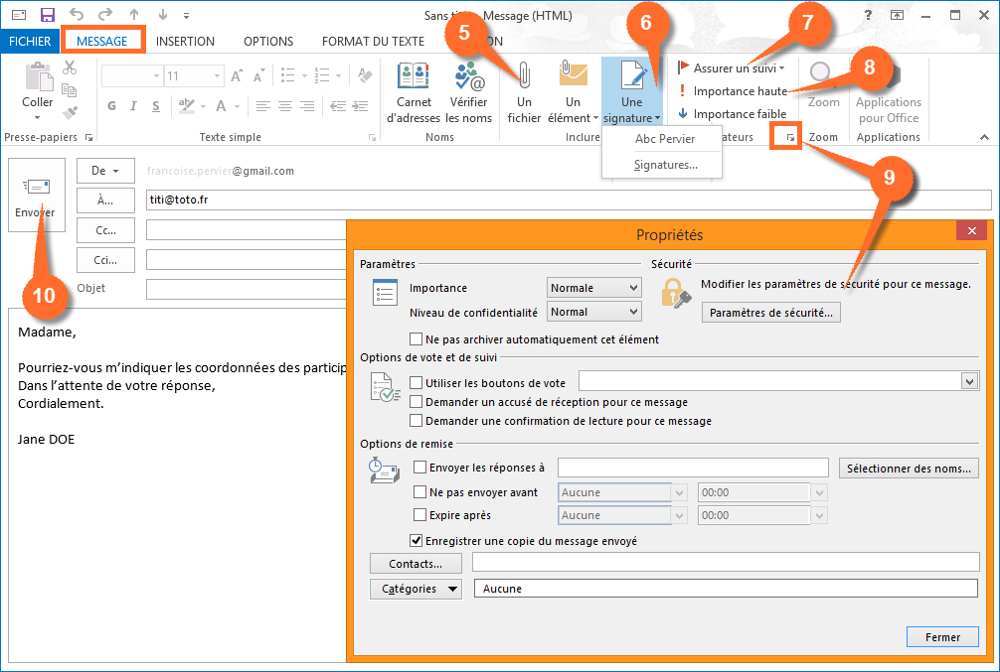 Sans ti - Message (HTML)
FICHIER MESSAGE INSERTION OPTIONS FORMAT DU TEXTE ON
5
6
7
8
Coller
11
G I S
A
Carnet d'adresses
Vérifier les noms
Un fichier
Un élément
Une signature
Assurer un suivi
Importance haute
Importance faible
Zoom
Applications pour Office
Presse-papiers
Texte simple
Noms
Inclure
ateurs
Zoom
Applications
Abc Pervier
Signatures...
9
Envoyer
De
francoise.pervier@gmail.com
À...
titi@toto.fr
Cc...
Cci...
Objet
10
Madame,
Pourriez-vous m'indiquer les coordonnées des particip
Dans l'attente de votre réponse,
Cordialement.
Jane DOE
Propriétés
Paramètres
Importance
Normale
Niveau de confidentialité
Normal
Ne pas archiver automatiquement cet élément
Sécurité
Modifier les paramètres de sécurité pour ce message.
Paramètres de sécurité...
Options de vote et de suivi
Utiliser les boutons de vote
Demander un accusé de réception pour ce message
Demander une confirmation de lecture pour ce message
Options de remise
Envoyer les réponses à
Sélectionner des noms...
Ne pas envoyer avant
Aucune
00:00
Expire après
Aucune
00:00
Enregistrer une copie du message envoyé
Contacts...
Catégories
Aucune
Fermer